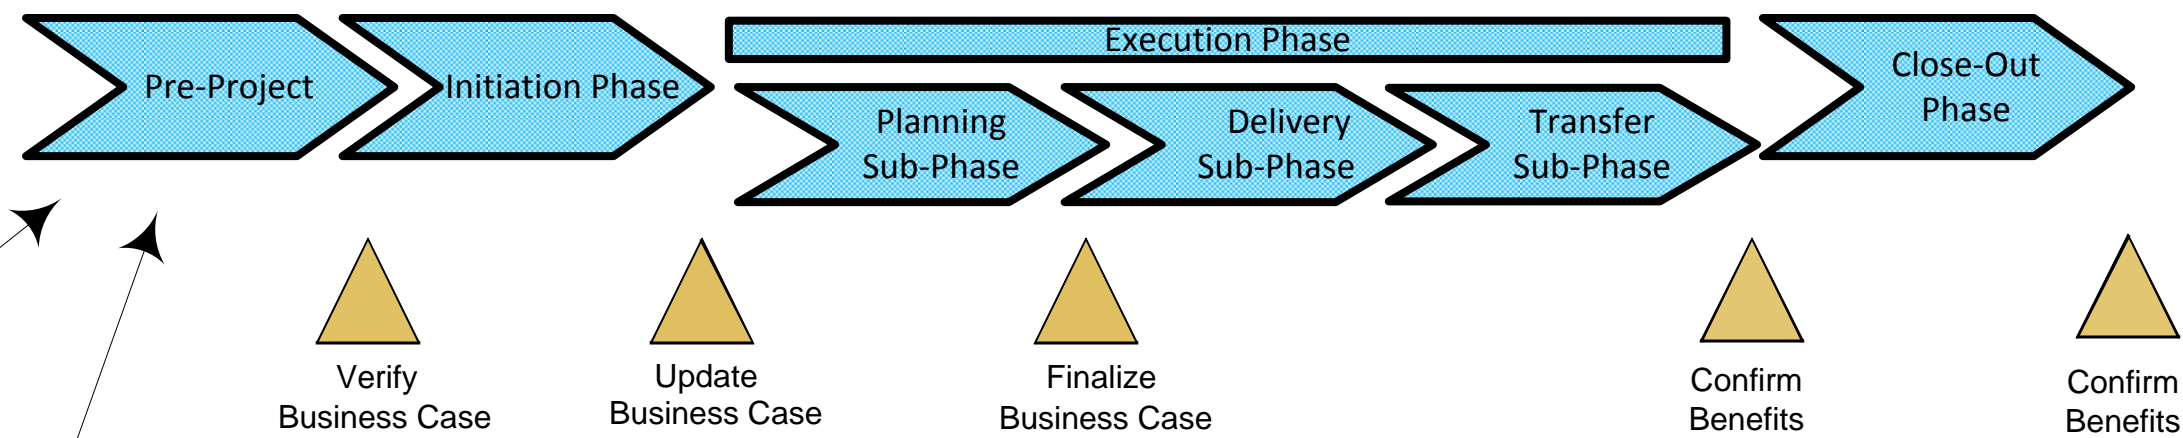 Pre-Project
Initiation Phase
Execution Phase
Planning
Sub-Phase
Delivery
Sub-Phase
Transfer
Sub-Phase
Close-Out
Phase
Verify
Business Case
Update
Business Case
Finalize
Business Case
Confirm
Benefits
Confirm
Benefits